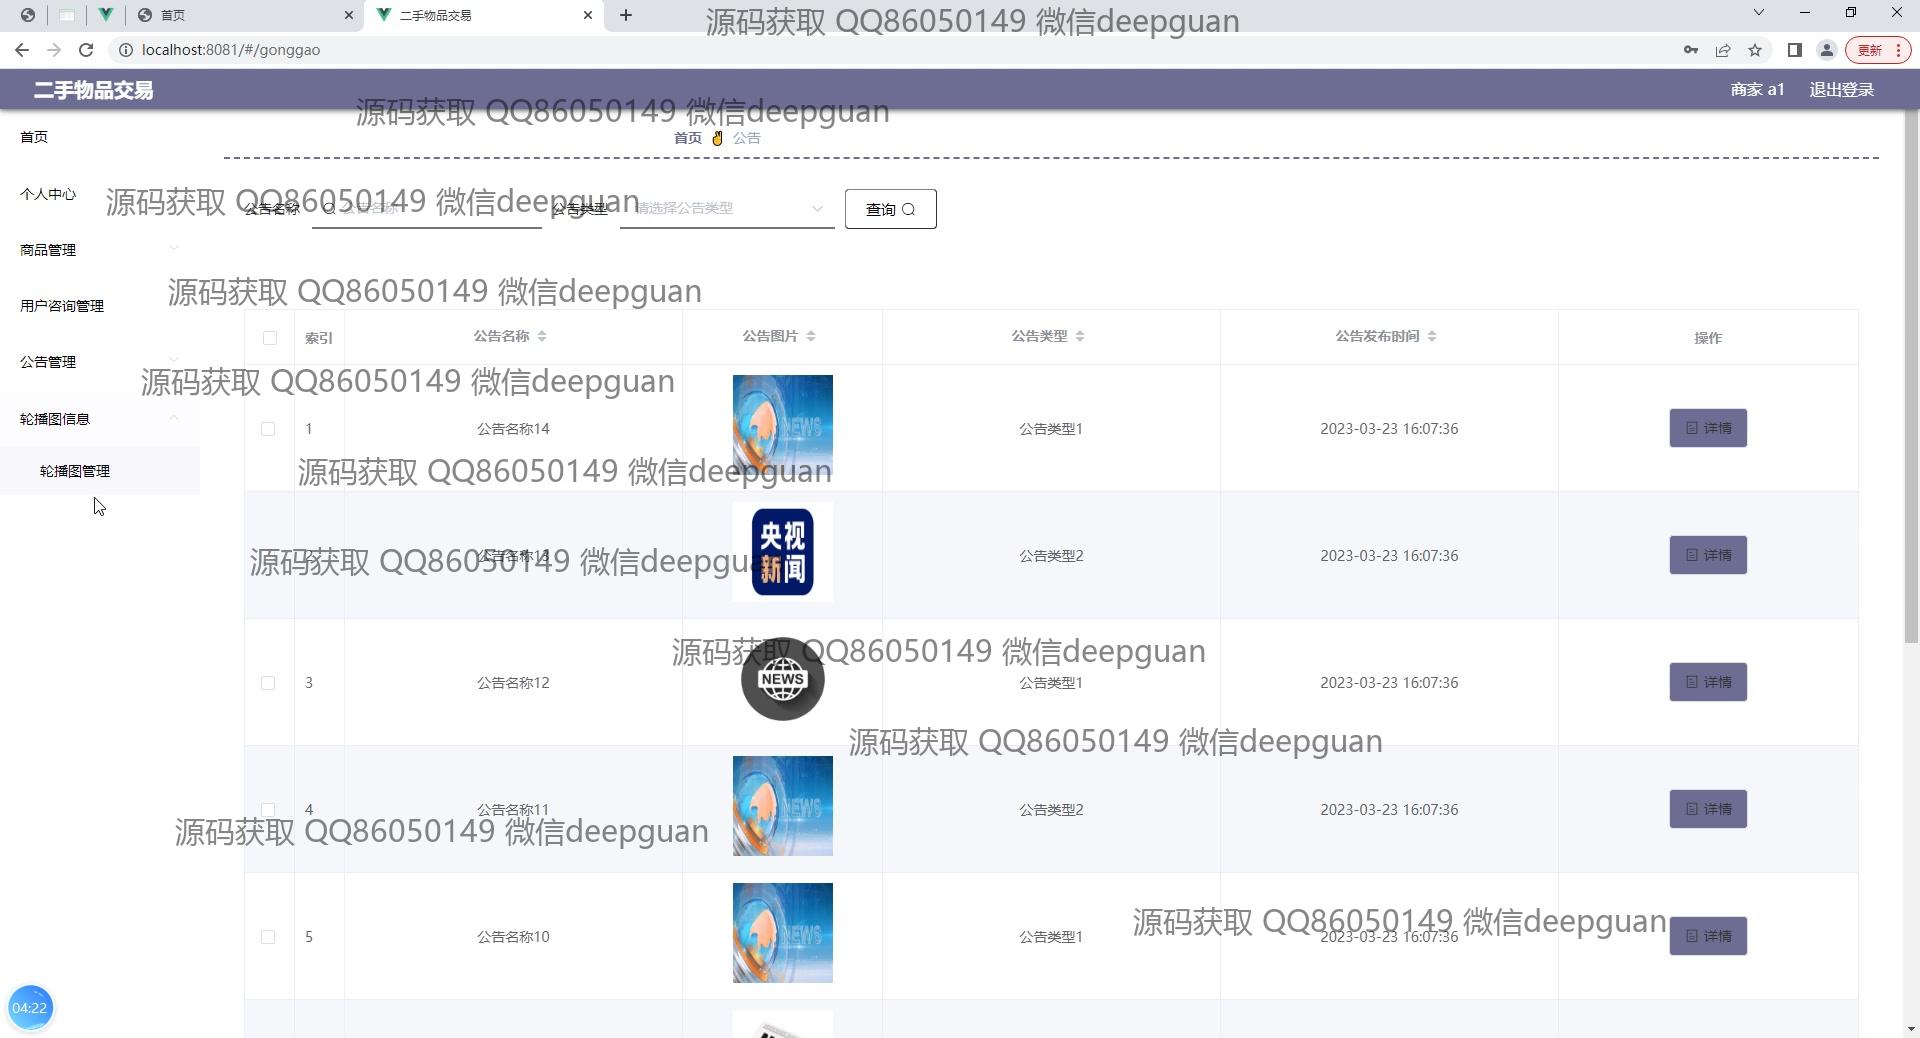 首页
二手物品交易
源码获取 QQ86050149 微信deepguan
localhost:8081/#/gonggao
更新
二手物品交易
商家 a1
退出登录
源码获取 QQ86050149 微信deepguan
首页
公告
首页
个人中心
商品管理
用户咨询管理
公告管理
轮播图信息
轮播图管理
源码获取 QQ86050149 微信deepguan
公告名称
公告名称
公告类型
请选择公告类型
查询
源码获取 QQ86050149 微信deepguan
索引 公告名称 公告图片 公告类型 公告发布时间 操作
源码获取 QQ86050149 微信deepguan
1 公告名称14 NEWS 公告类型1 2023-03-23 16:07:36 详情
源码获取 QQ86050149 微信deepguan
2 公告名称13 央视新闻 公告类型2 2023-03-23 16:07:36 详情
源码获取 QQ86050149 微信deepguan
源码获取 QQ86050149 微信deepguan
3 公告名称12 NEWS 公告类型1 2023-03-23 16:07:36 详情
源码获取 QQ86050149 微信deepguan
4 公告名称11 NEWS 公告类型2 2023-03-23 16:07:36 详情
源码获取 QQ86050149 微信deepguan
源码获取 QQ86050149 微信deepguan
5 公告名称10 NEWS 公告类型1 2023-03-23 16:07:36 详情
04:22